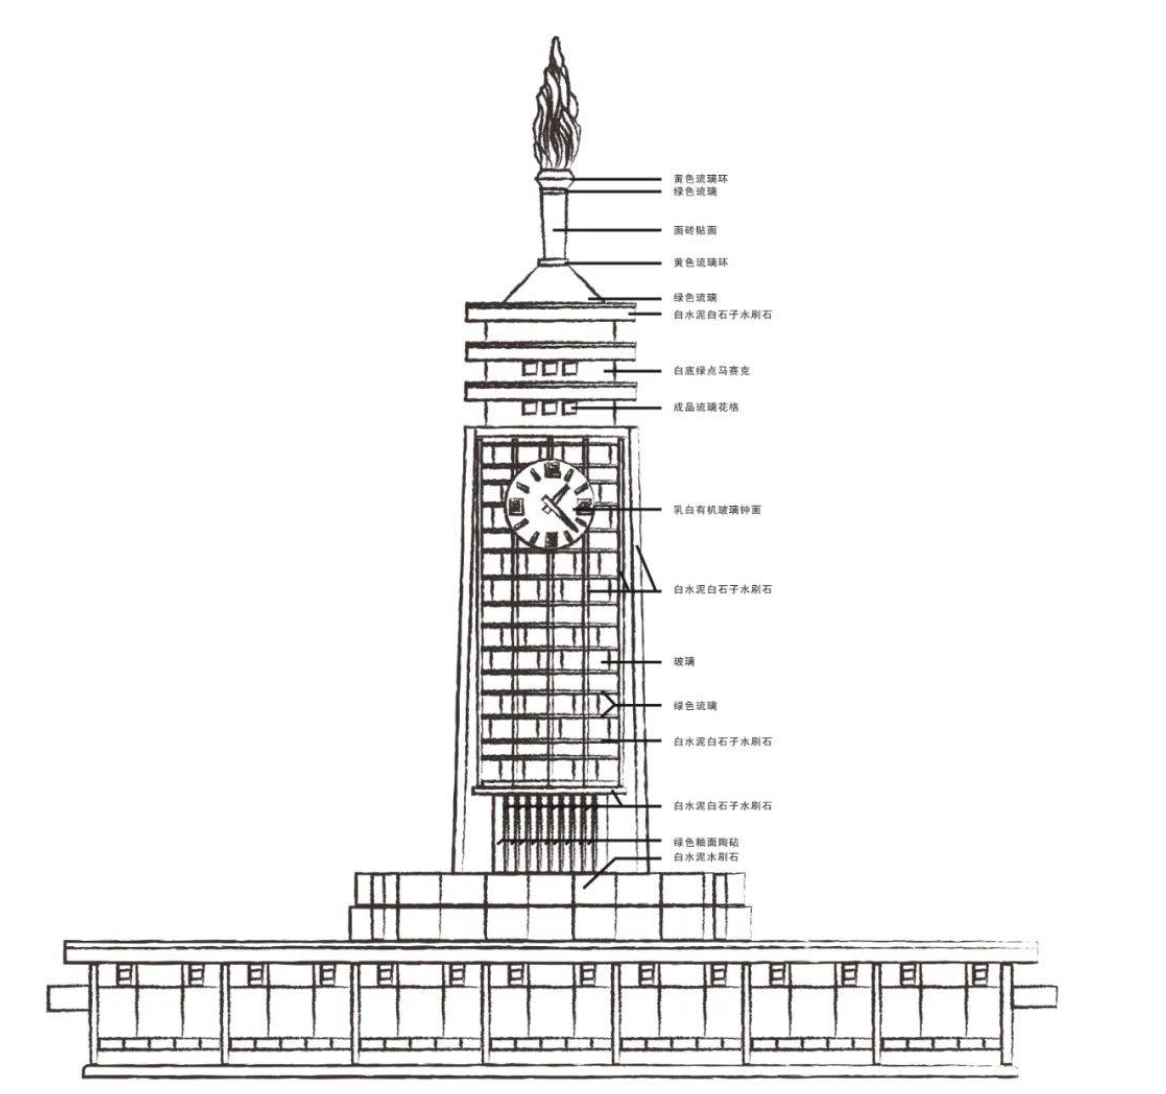 黄色琉璃环
绿色琉璃
面砖贴面
黄色琉璃环
绿色琉璃
白水泥白石子水刷石
白底绿点马赛克
成品琉璃花格
乳白有机玻璃钟面
白水泥白石子水刷石
玻璃
绿色琉璃
白水泥白石子水刷石
白水泥白石子水刷石
绿色釉面陶砖
白水泥水刷石